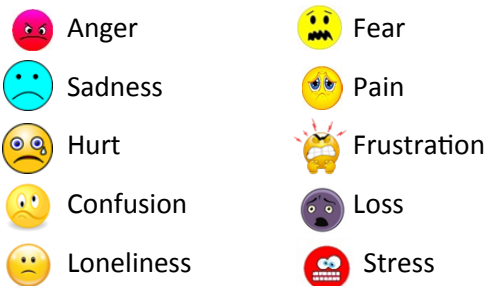 Anger
Fear
Sadness
Pain
Hurt
Frustration
Confusion
Loss
Loneliness
Stress